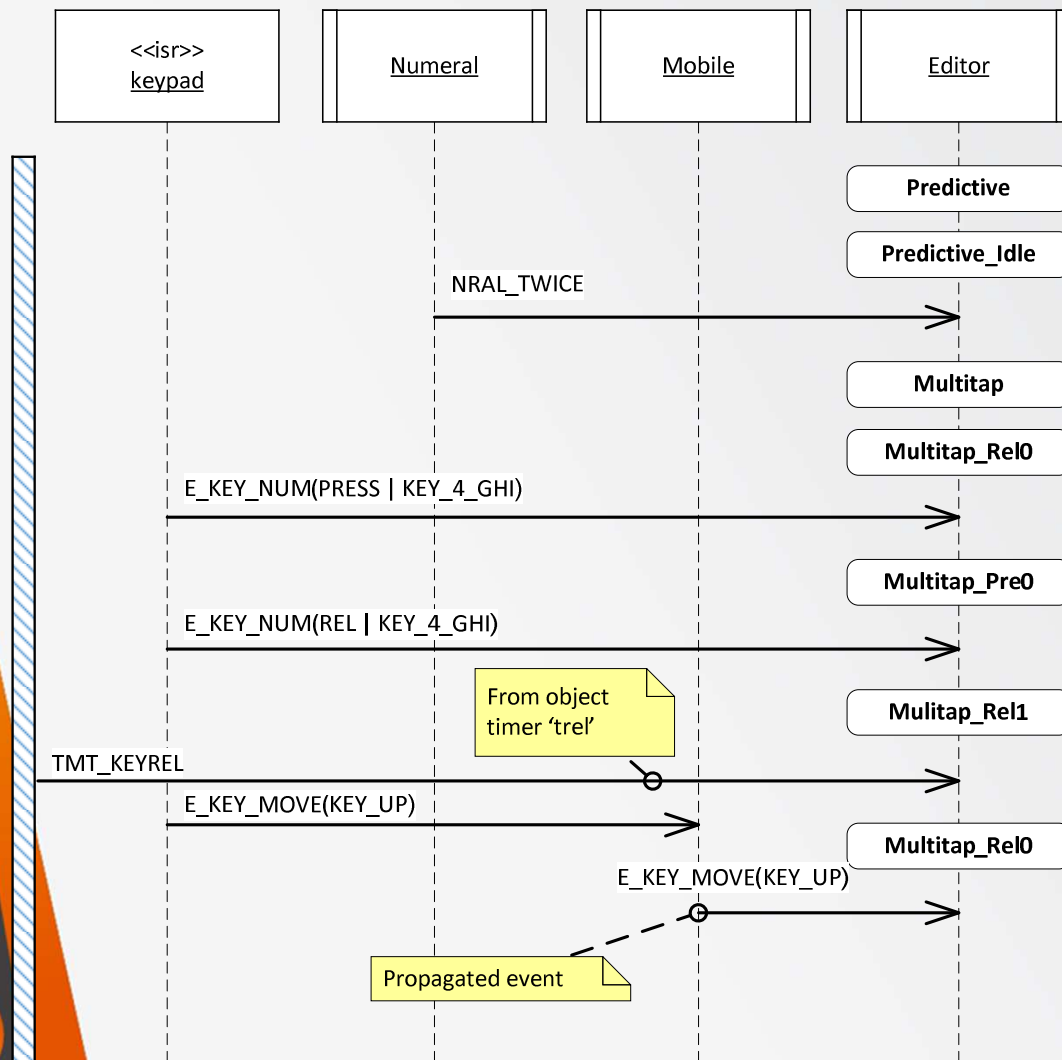 <<isr>>
keypad
Numeral
Mobile
Editor
Predictive
Predictive_Idle
NRAL_TWICE
Multitap
Multitap_Rel0
E_KEY_NUM(PRESS | KEY_4_GHI)
Multitap_Pre0
E_KEY_NUM(REL | KEY_4_GHI)
From object
timer ‘trel’
Mulitap_Rel1
TMT_KEYREL
E_KEY_MOVE(KEY_UP)
Multitap_Rel0
E_KEY_MOVE(KEY_UP)
Propagated event